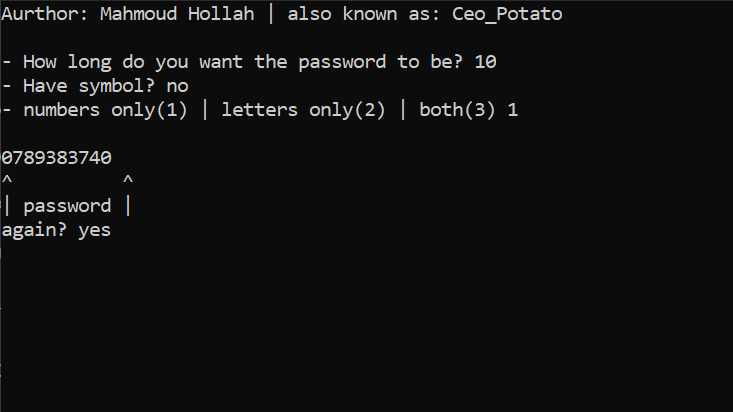 Aurthor: Mahmoud Hollah | also known as: Ceo_Potato
- How long do you want the password to be? 10
- Have symbol? no
- numbers only(1) | letters only(2) | both(3) 1
0789383740
^ ^
| password |
again? yes